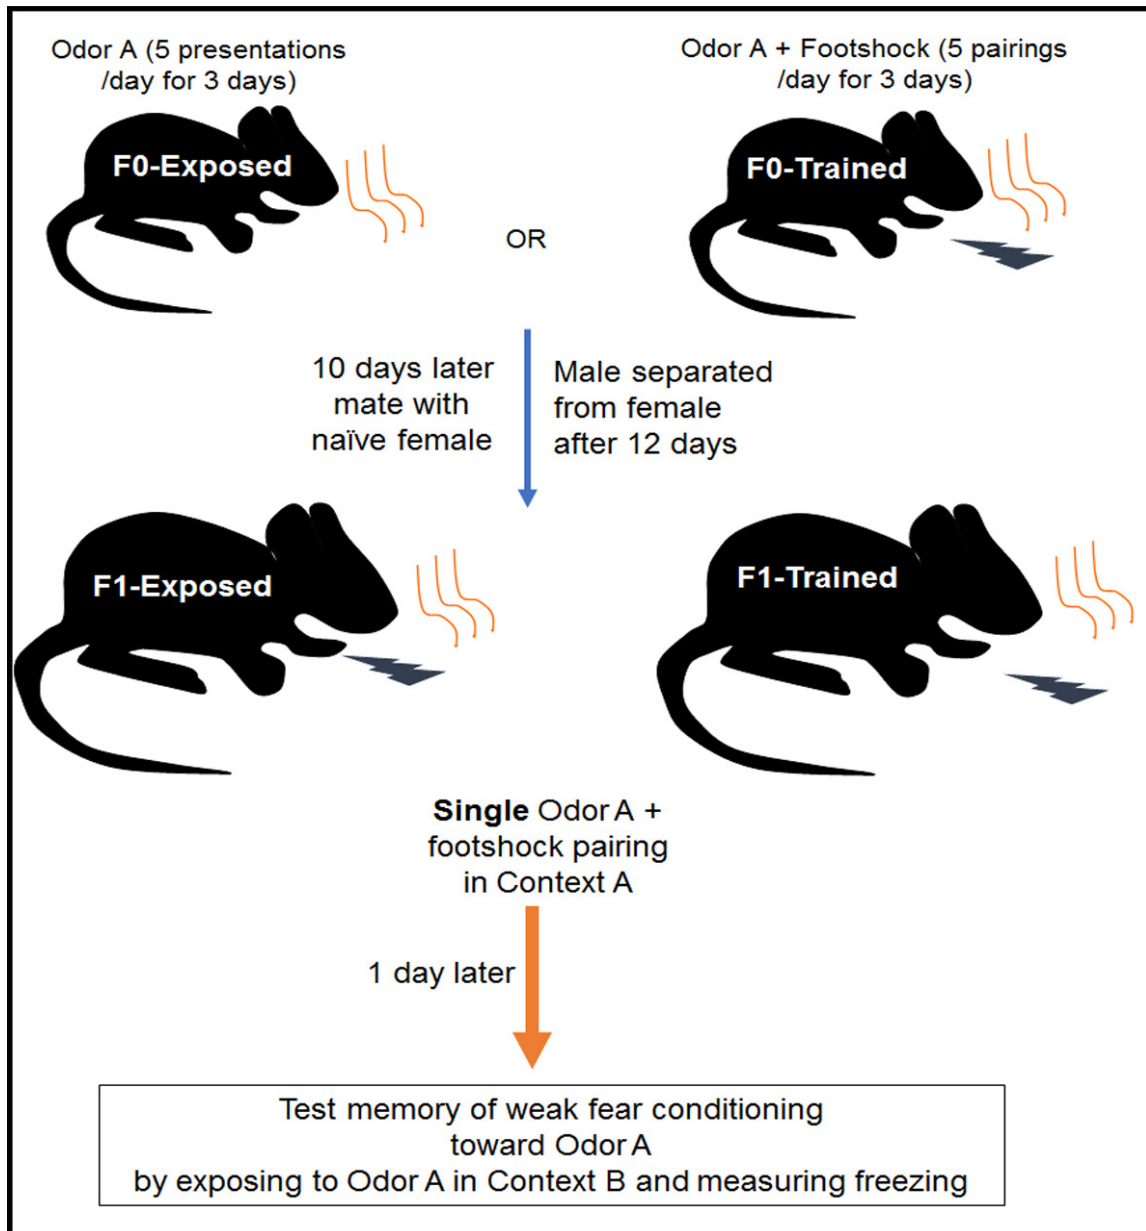 Odor A (5 presentations
/day for 3 days)
Odor A + Footshock (5 pairings
/day for 3 days)
F0-Exposed
F0-Trained
OR
10 days later
mate with
naïve female
Male separated
from female
after 12 days
F1-Exposed
F1-Trained
Single Odor A +
footshock pairing
in Context A
1 day later
Test memory of weak fear conditioning
toward Odor A
by exposing to Odor A in Context B and measuring freezing